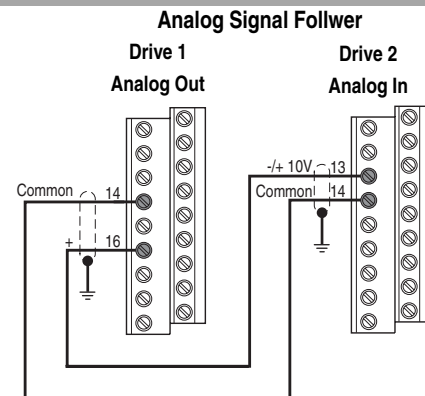 Analog Signal Follwer
Drive 1
Analog Out
Drive 2
Analog In
Common 14
+ 16
-/+ 10V 13
Common 14